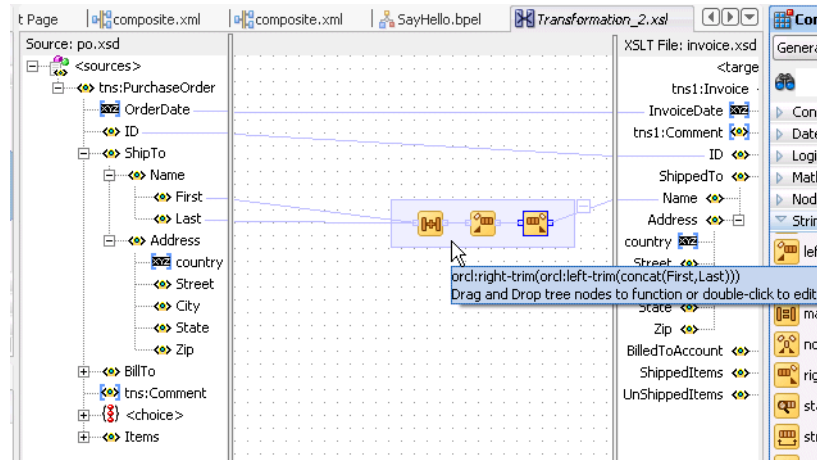 t Page composite.xml composite.xml SayHello.bpel Transformation_2.xsl Con
Source: po.xsd
<sources>
tns:PurchaseOrder
OrderDate
ID
ShipTo
Name
First
Last
Address
country
Street
City
State
Zip
BillTo
tns:Comment
<choice>
Items
orcl:right-trim(orcl:left-trim(concat(First,Last)))
Drag and Drop tree nodes to function or double-click to edit
XSLT File: invoice.xsd
<targe
tns1:Invoice
InvoiceDate
tns1:Comment
ID
ShippedTo
Name
Address
country
Street
State
Zip
BilledToAccount
ShippedItems
UnShippedItems
Genera
Con
Date
Logi
Math
Nod
Strin
lef
ma
no
rig
sta
str